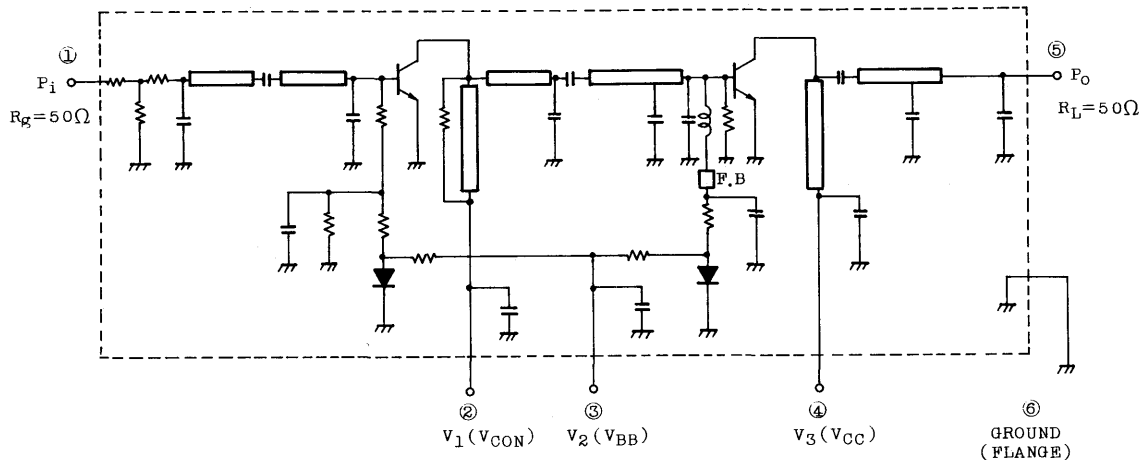 ①
Pi
Rg=50Ω
F.B
⑤
Po
RL=50Ω
②
V1(VCON)
③
V2(VBB)
④
V3(VCC)
⑥
GROUND
(FLANGE)